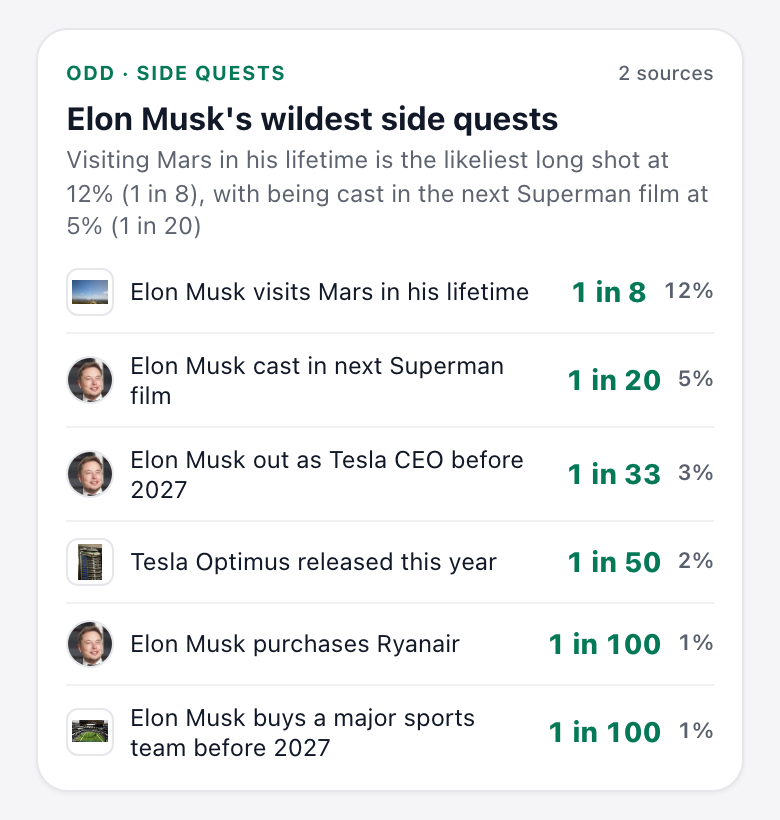 ODD · SIDE QUESTS
2 sources
Elon Musk's wildest side quests
Visiting Mars in his lifetime is the likeliest long shot at
12% (1 in 8), with being cast in the next Superman film at
5% (1 in 20)
Elon Musk visits Mars in his lifetime
1 in 8 12%
Elon Musk cast in next Superman
film
1 in 20 5%
Elon Musk out as Tesla CEO before
2027
1 in 33 3%
Tesla Optimus released this year
1 in 50 2%
Elon Musk purchases Ryanair
1 in 100 1%
Elon Musk buys a major sports
team before 2027
1 in 100 1%